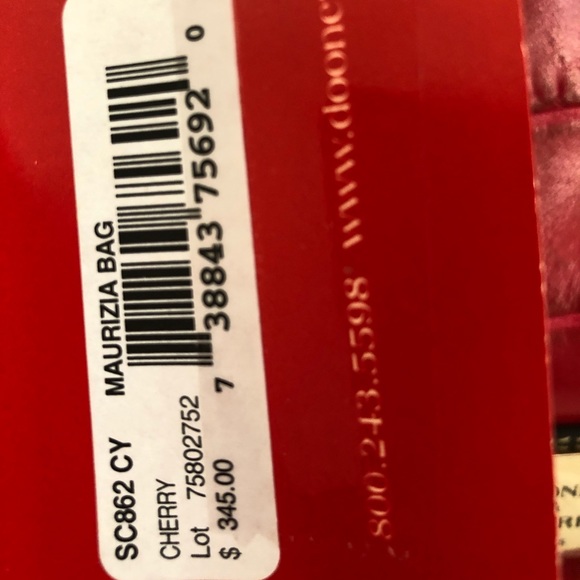 SC862 CY MAURIZIA BAG
CHERRY
Lot 75802752
$ 345.00
7 38843 75692 0
800.243.5598 www.doone